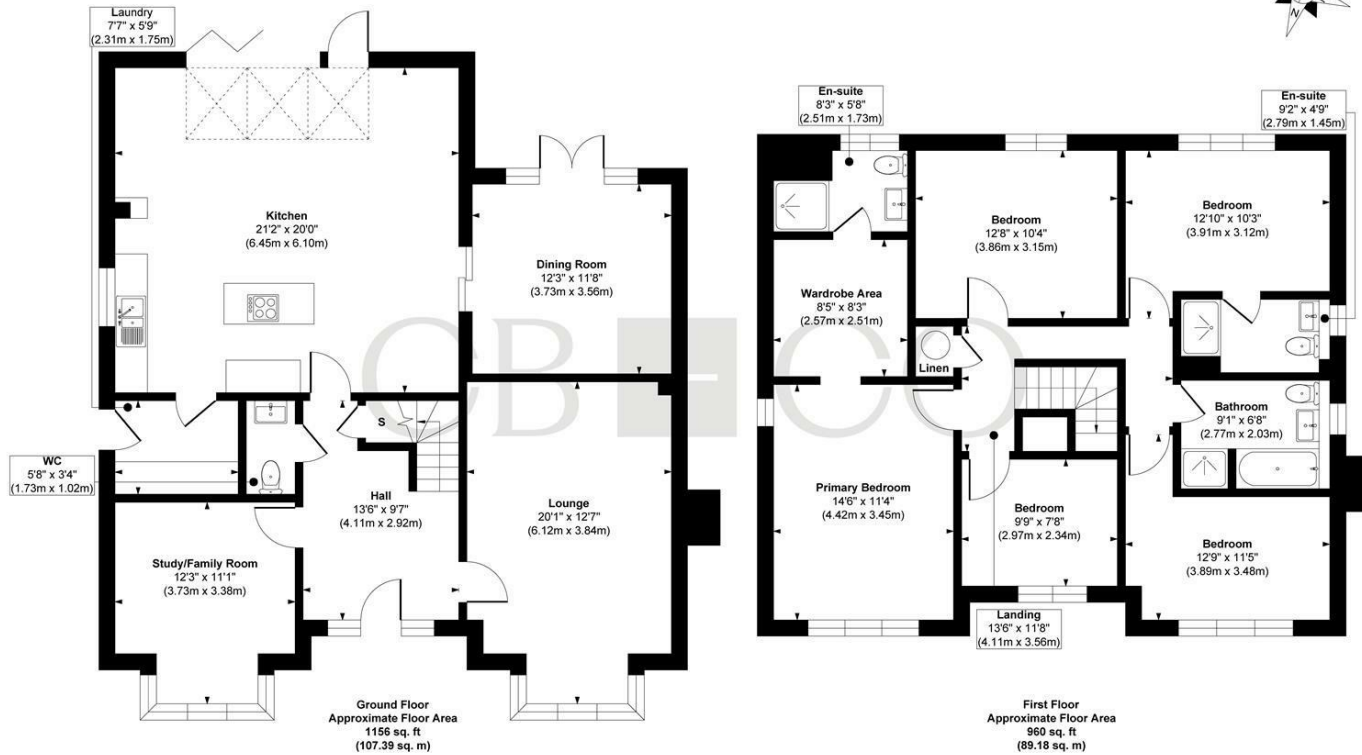 Laundry
7'7" x 5'9"
(2.31m x 1.75m)
Kitchen
21'2" x 20'0"
(6.45m x 6.10m)
Dining Room
12'3" x 11'8"
(3.73m x 3.56m)
S
WC
5'8" x 3'4"
(1.73m x 1.02m)
Hall
13'6" x 9'7"
(4.11m x 2.92m)
Lounge
20'1" x 12'7"
(6.12m x 3.84m)
Study/Family Room
12'3" x 11'1"
(3.73m x 3.38m)
Ground Floor
Approximate Floor Area
1156 sq. ft
(107.39 sq. m)
N
En-suite
8'3" x 5'8"
(2.51m x 1.73m)
En-suite
9'2" x 4'9"
(2.79m x 1.45m)
Bedroom
12'8" x 10'4"
(3.86m x 3.15m)
Bedroom
12'10" x 10'3"
(3.91m x 3.12m)
Wardrobe Area
8'5" x 8'3"
(2.57m x 2.51m)
Linen
Bathroom
9'1" x 6'8"
(2.77m x 2.03m)
Primary Bedroom
14'6" x 11'4"
(4.42m x 3.45m)
Bedroom
9'9" x 7'8"
(2.97m x 2.34m)
Bedroom
12'9" x 11'5"
(3.89m x 3.48m)
Landing
13'6" x 11'8"
(4.11m x 3.56m)
First Floor
Approximate Floor Area
960 sq. ft
(89.18 sq. m)
CB CO